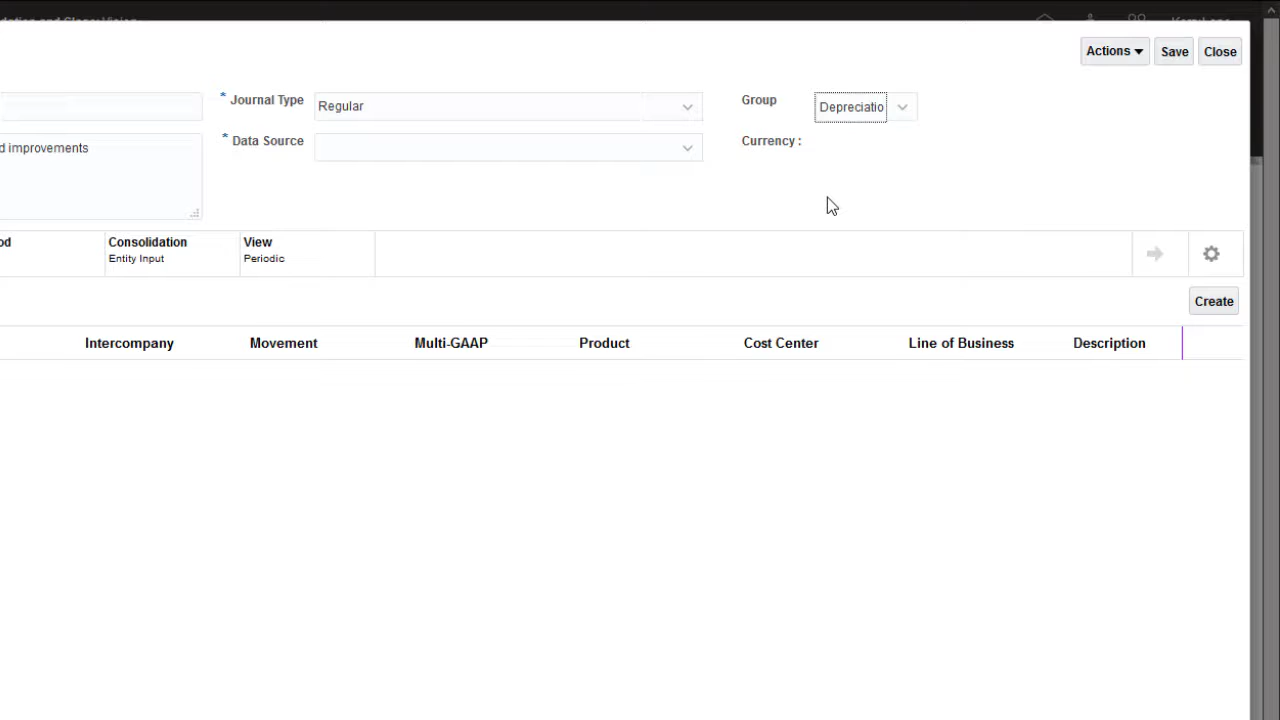 Actions Save Close
* Journal Type Regular Group Depreciatio
* Data Source Currency :
d improvements
od Consolidation View
Entity Input Periodic
Create
Intercompany Movement Multi-GAAP Product Cost Center Line of Business Description